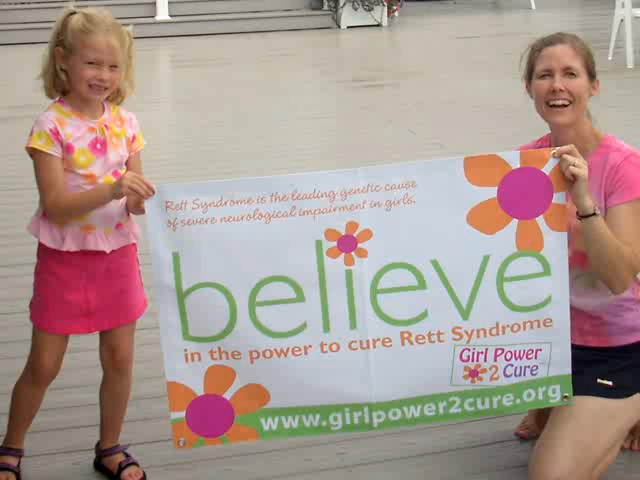 Rett Syndrome is the leading genetic cause
of severe neurological impairment in girls.
believe
in the power to cure Rett Syndrome
Girl Power
2 Cure
www.girlpower2cure.org